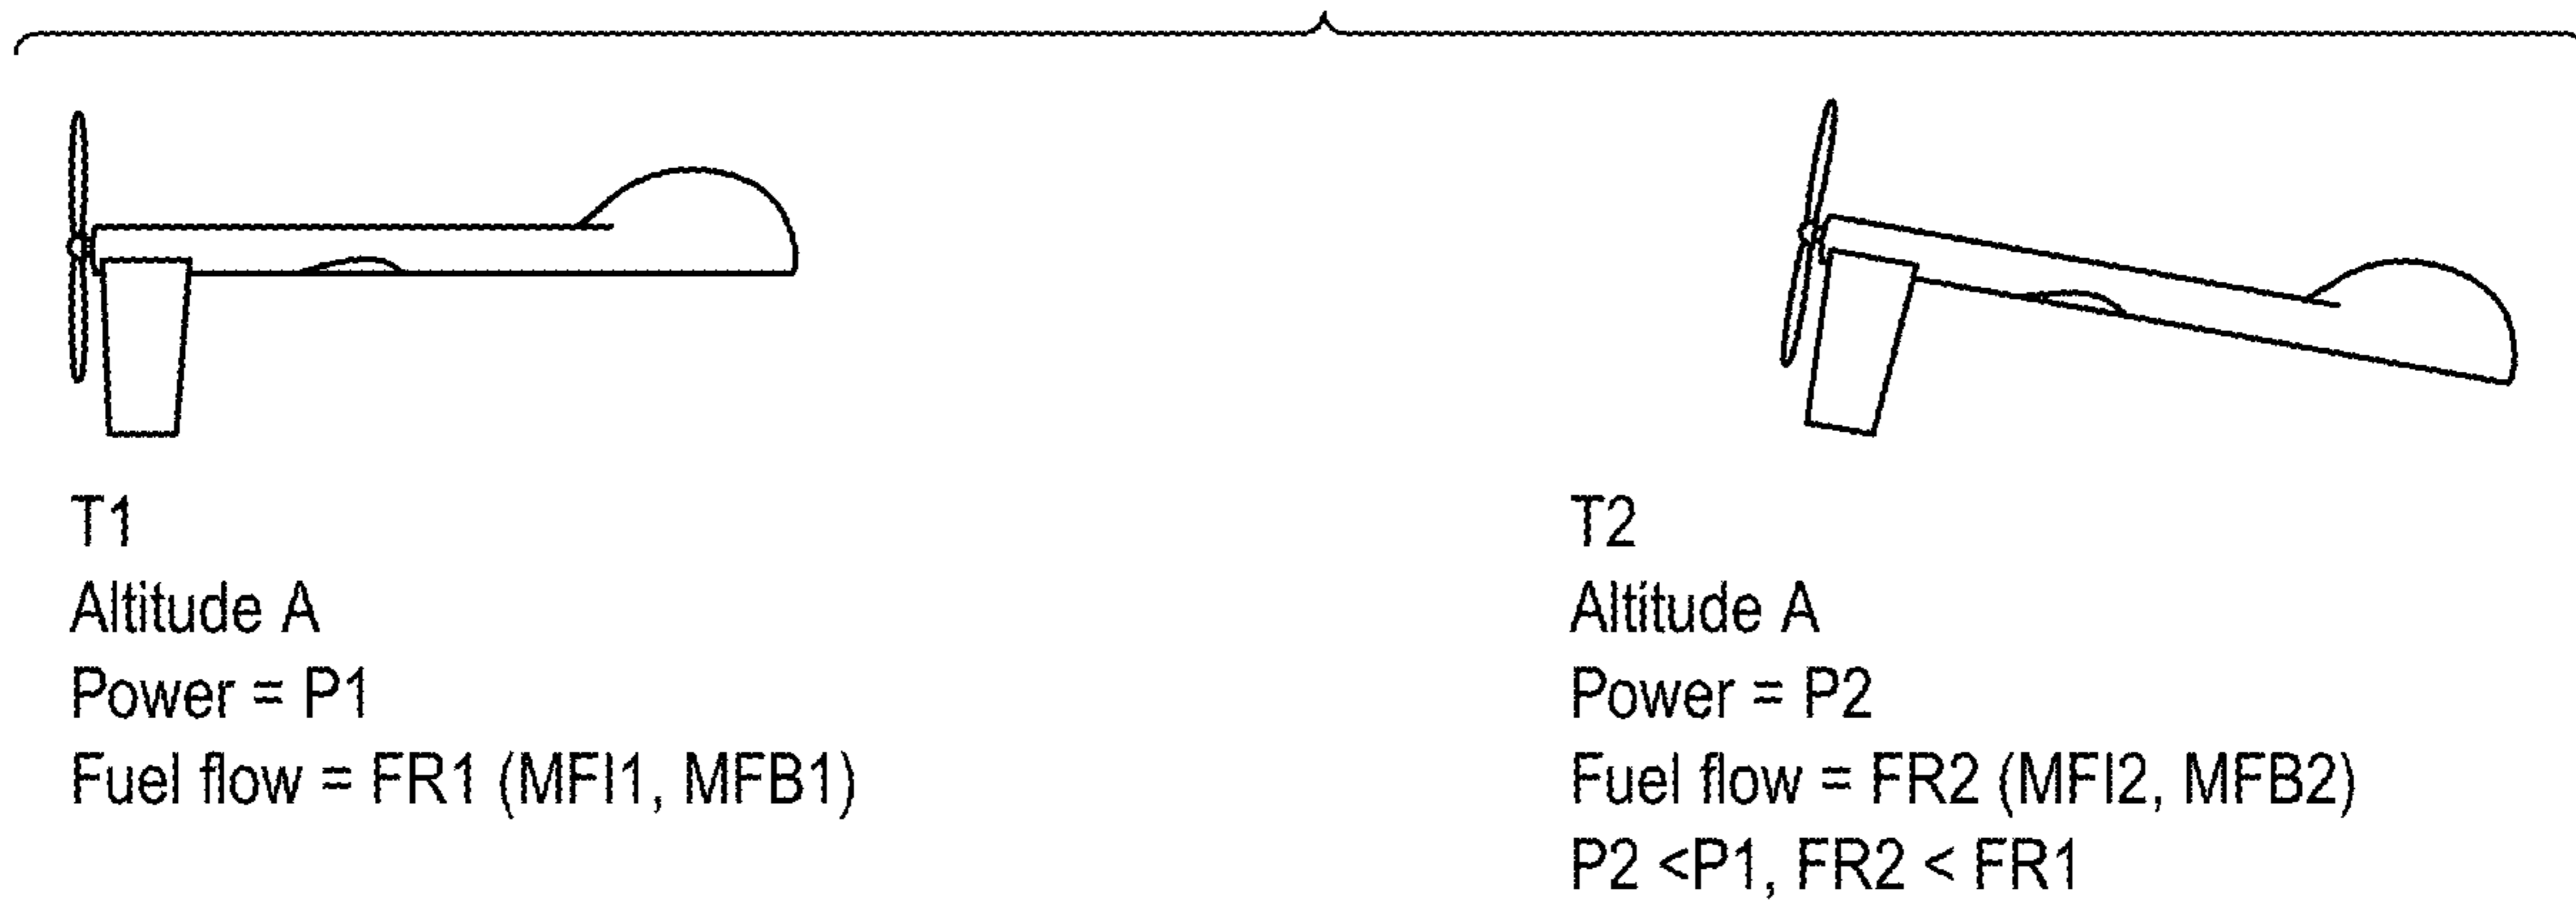 T1
Altitude A
Power = P1
Fuel flow = FR1 (MFI1, MFB1)
T2
Altitude A
Power = P2
Fuel flow = FR2 (MFI2, MFB2)
P2 <P1, FR2 < FR1